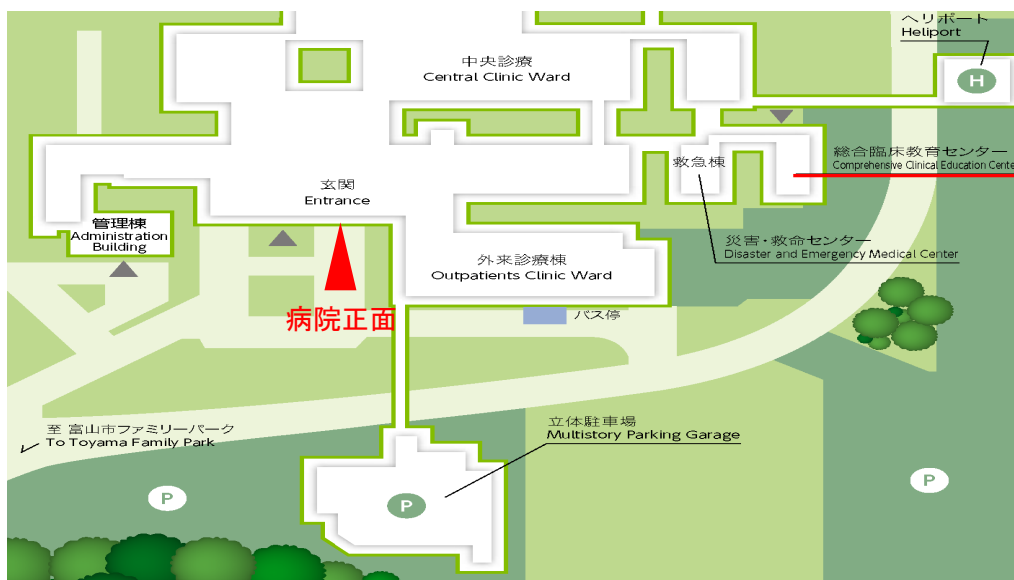 ヘリポート
Heliport
H
中央診療
Central Clinic Ward
総合臨床教育センター
Comprehensive Clinical Education Cente
救急棟
玄関
Entrance
管理棟
Administration
Building
災害・救命センター
Disaster and Emergency Medical Center
外来診療棟
Outpatients Clinic Ward
病院正面
バス停
立体駐車場
Multistory Parking Garage
至 富山市ファミリーパーク
To Toyama Family Park
P
P
P